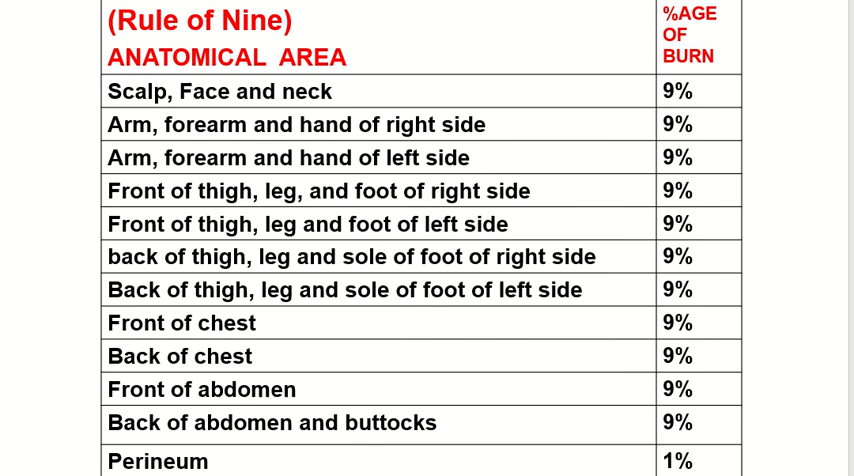 (Rule of Nine)
ANATOMICAL AREA
%AGE
OF
BURN
Scalp, Face and neck 9%
Arm, forearm and hand of right side 9%
Arm, forearm and hand of left side 9%
Front of thigh, leg, and foot of right side 9%
Front of thigh, leg and foot of left side 9%
back of thigh, leg and sole of foot of right side 9%
Back of thigh, leg and sole of foot of left side 9%
Front of chest 9%
Back of chest 9%
Front of abdomen 9%
Back of abdomen and buttocks 9%
Perineum 1%